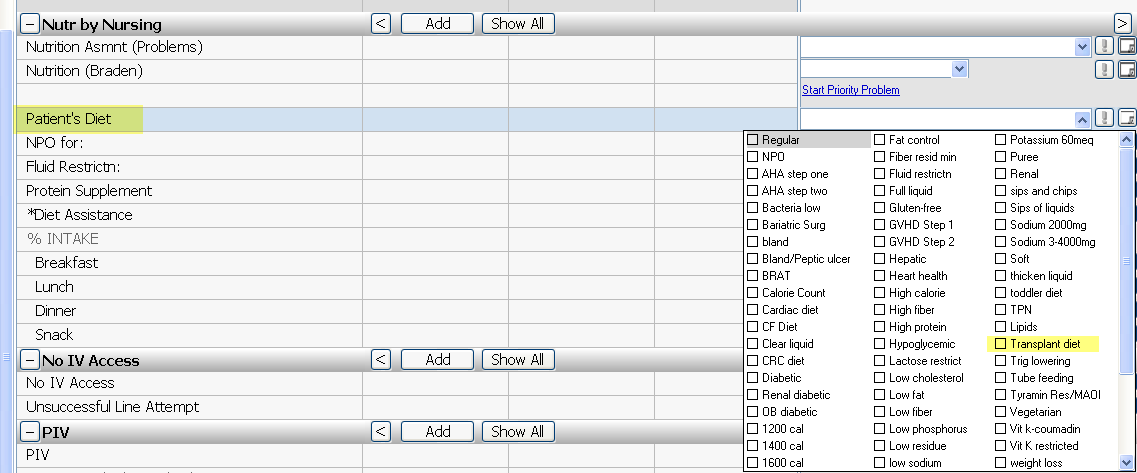 Nutr by Nursing < Add Show All >
Nutrition Asmnt (Problems)
Nutrition (Braden)
Start Priority Problem
Patient's Diet
NPO for:
Fluid Restrictn:
Protein Supplement
*Diet Assistance
% INTAKE
Breakfast
Lunch
Dinner
Snack
No IV Access < Add Show All
No IV Access
Unsuccessful Line Attempt
PIV < Add Show All
PIV
Regular
NPO
AHA step one
AHA step two
Bacteria low
Bariatric Surg
bland
Bland/Peptic ulcer
BRAT
Calorie Count
Cardiac diet
CF Diet
Clear liquid
CRC diet
Diabetic
Renal diabetic
OB diabetic
1200 cal
1400 cal
1600 cal
Fat control
Fiber resid min
Fluid restrictn
Full liquid
Gluten-free
GVHD Step 1
GVHD Step 2
Hepatic
Heart health
High calorie
High fiber
High protein
Hypoglycemic
Lactose restrict
Low cholesterol
Low fat
Low fiber
Low phosphorus
Low residue
low sodium
Potassium 60meq
Puree
Renal
sips and chips
Sips of liquids
Sodium 2000mg
Sodium 3-4000mg
Soft
thicken liquid
toddler diet
TPN
Lipids
Transplant diet
Trig lowering
Tube feeding
Tyramin Res/MAOI
Vegetarian
Vit k-coumadin
Vit K restricted
weight loss